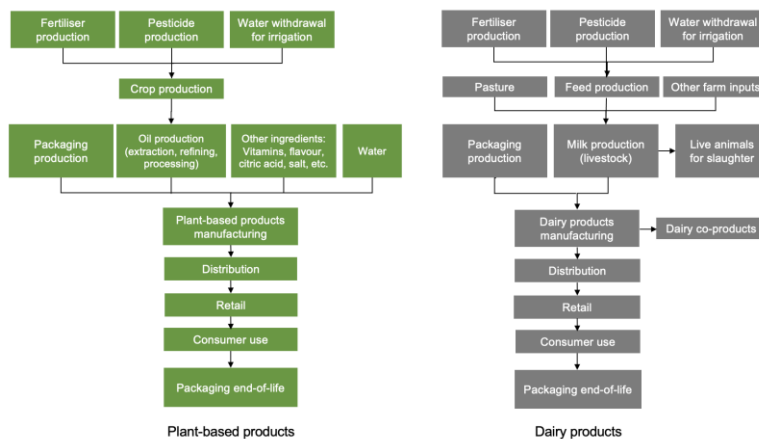 Fertiliser
production
Pesticide
production
Water withdrawal
for irrigation
Crop production
Packaging
production
Oil production
(extraction, refining,
processing)
Other ingredients:
Vitamins, flavour,
citric acid, salt, etc.
Water
Plant-based products
manufacturing
Distribution
Retail
Consumer use
Packaging end-of-life
Plant-based products
Fertiliser
production
Pesticide
production
Water withdrawal
for irrigation
Pasture
Feed production
Other farm inputs
Packaging
production
Milk production
(livestock)
Live animals
for slaughter
Dairy products
manufacturing
Dairy co-products
Distribution
Retail
Consumer use
Packaging end-of-life
Dairy products